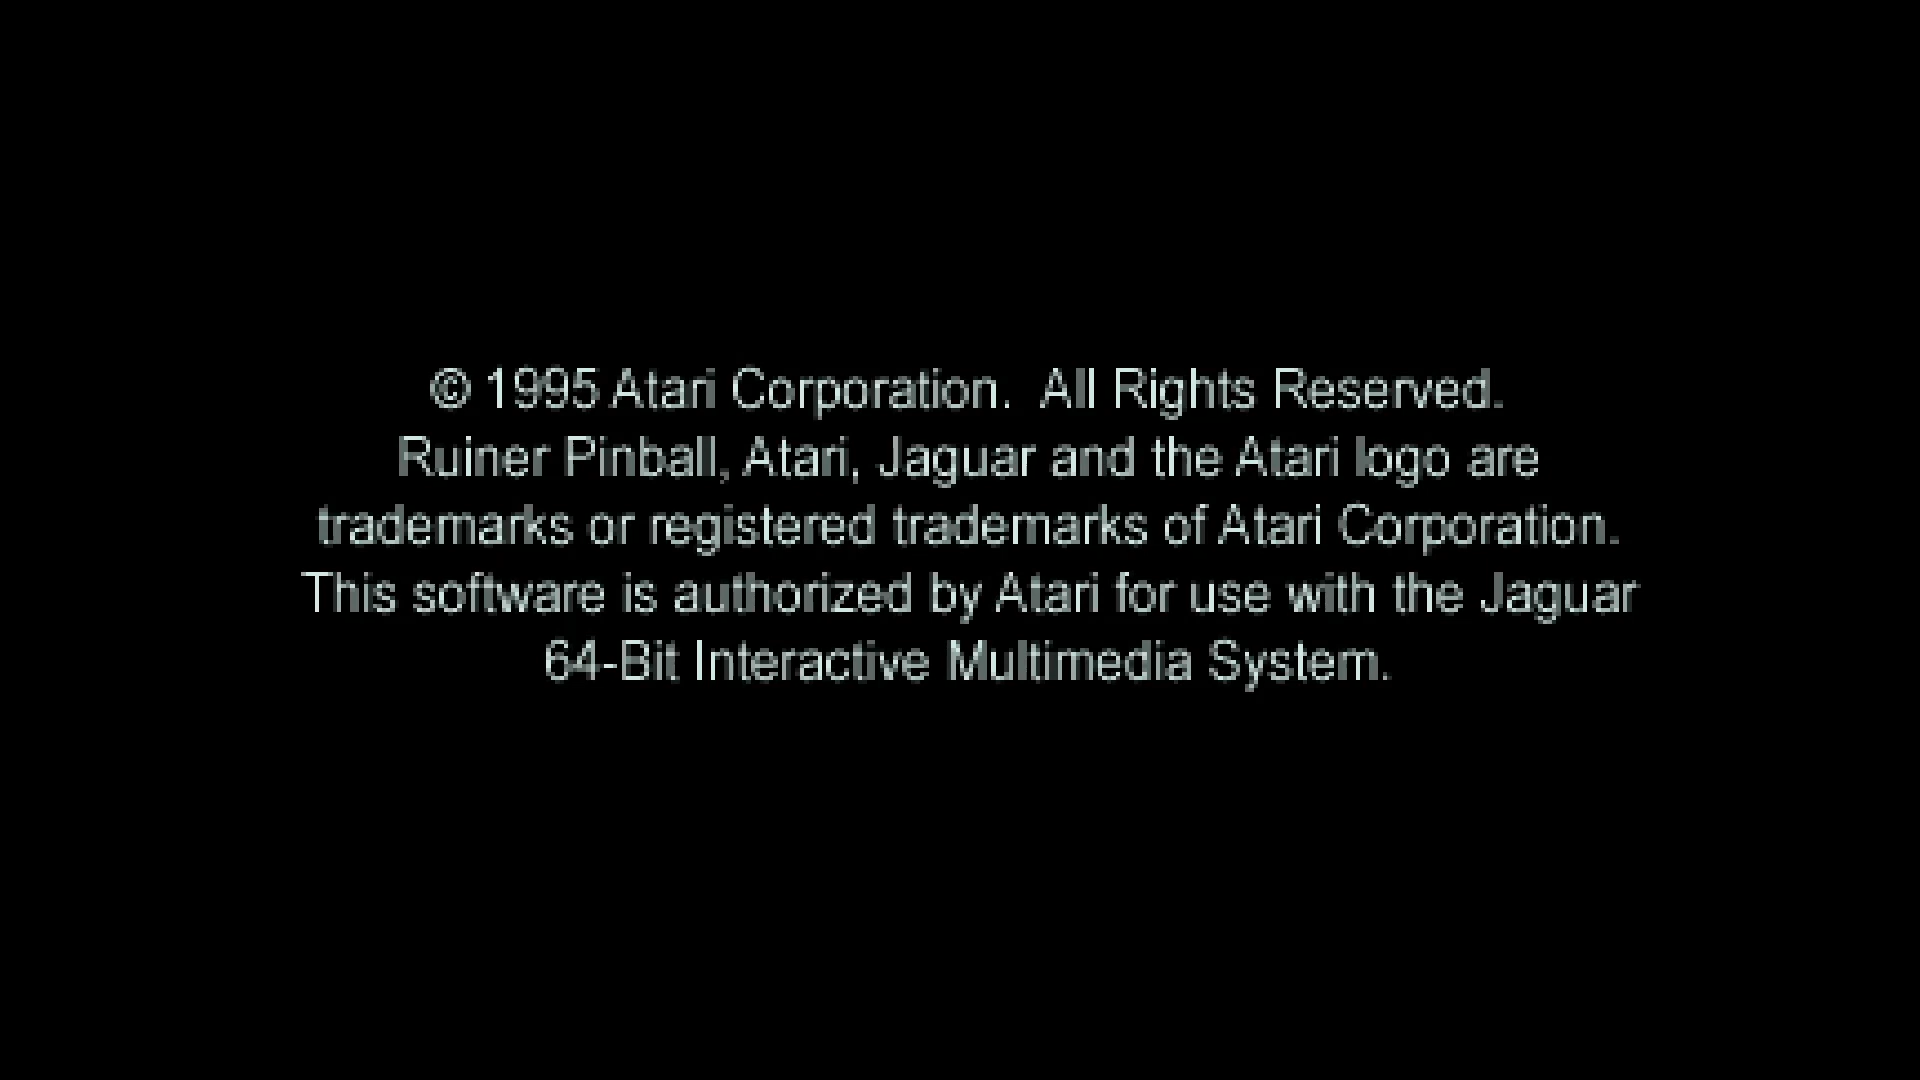 © 1995 Atari Corporation.  All Rights Reserved.
Ruiner Pinball, Atari, Jaguar and the Atari logo are
trademarks or registered trademarks of Atari Corporation.
This software is authorized by Atari for use with the Jaguar
64-Bit Interactive Multimedia System.